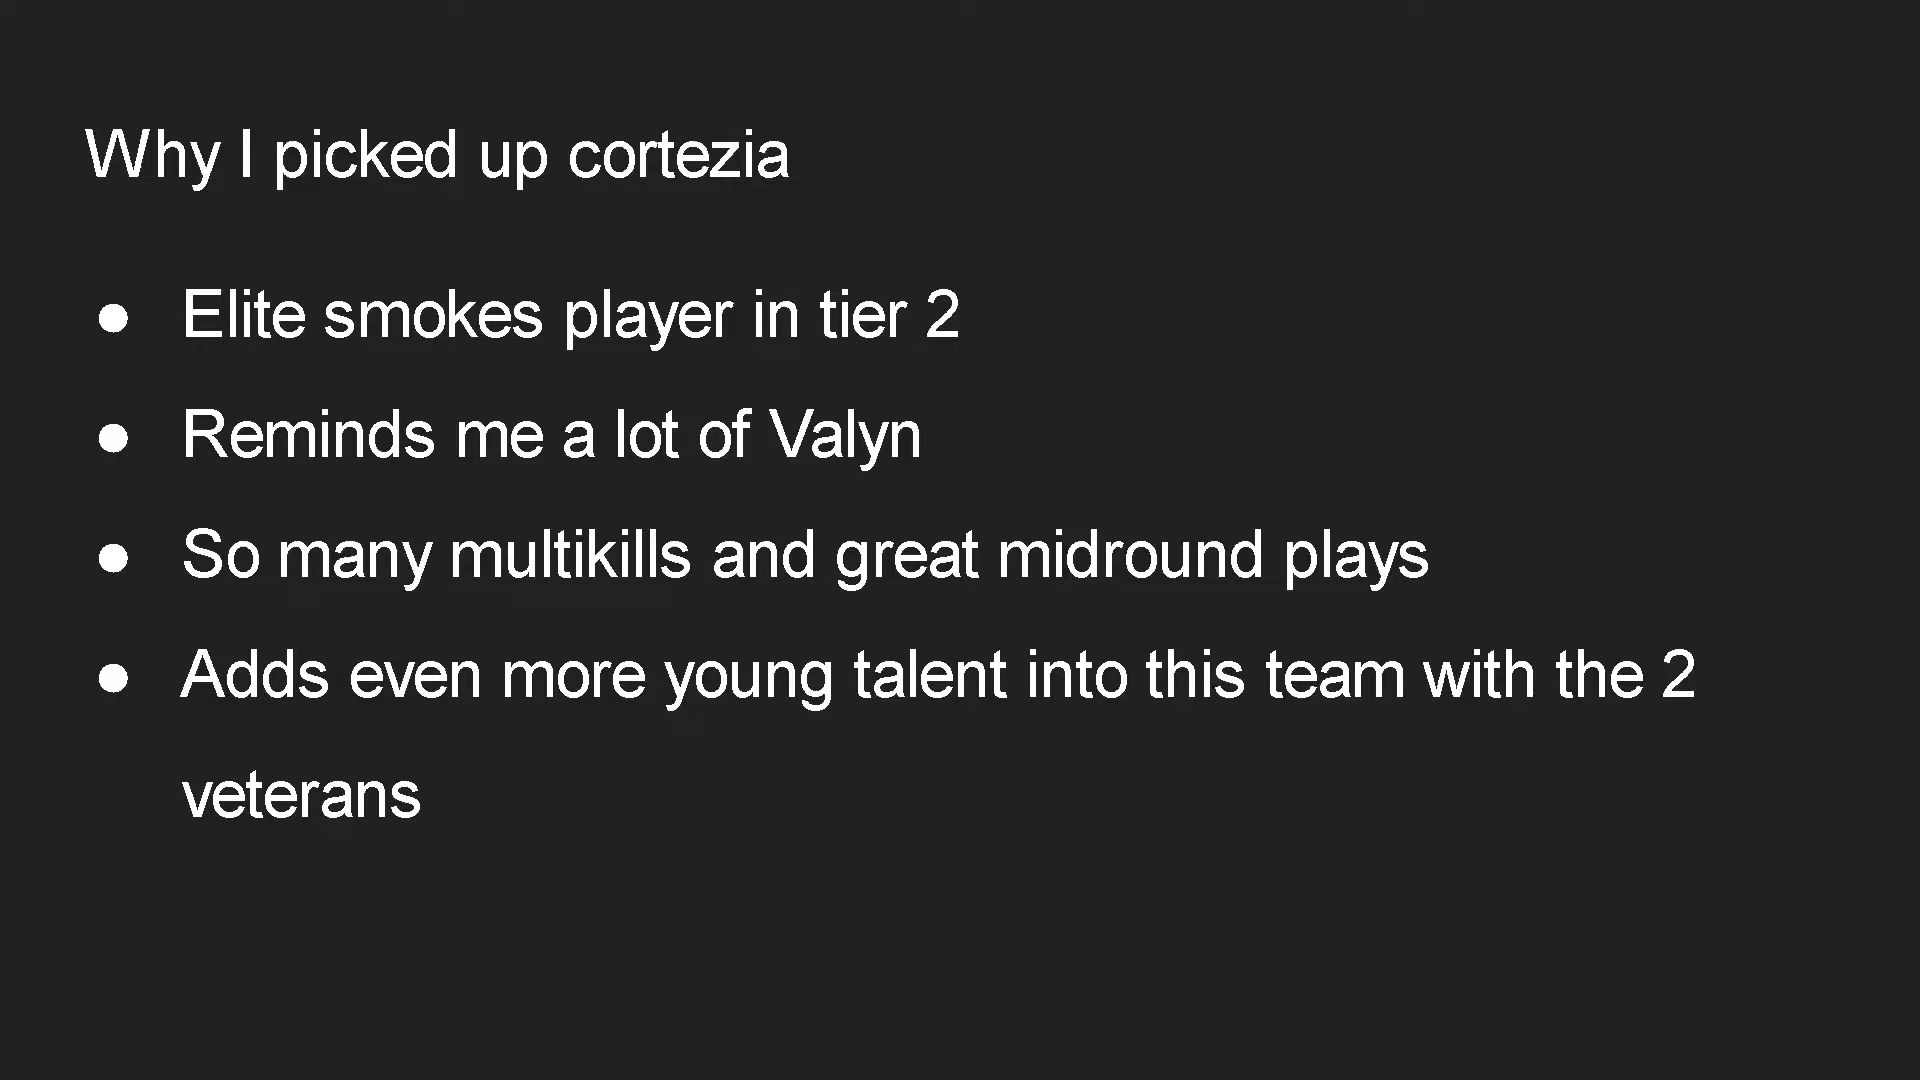 Why I picked up cortezia
● Elite smokes player in tier 2
● Reminds me a lot of Valyn
● So many multikills and great midround plays
● Adds even more young talent into this team with the 2
veterans